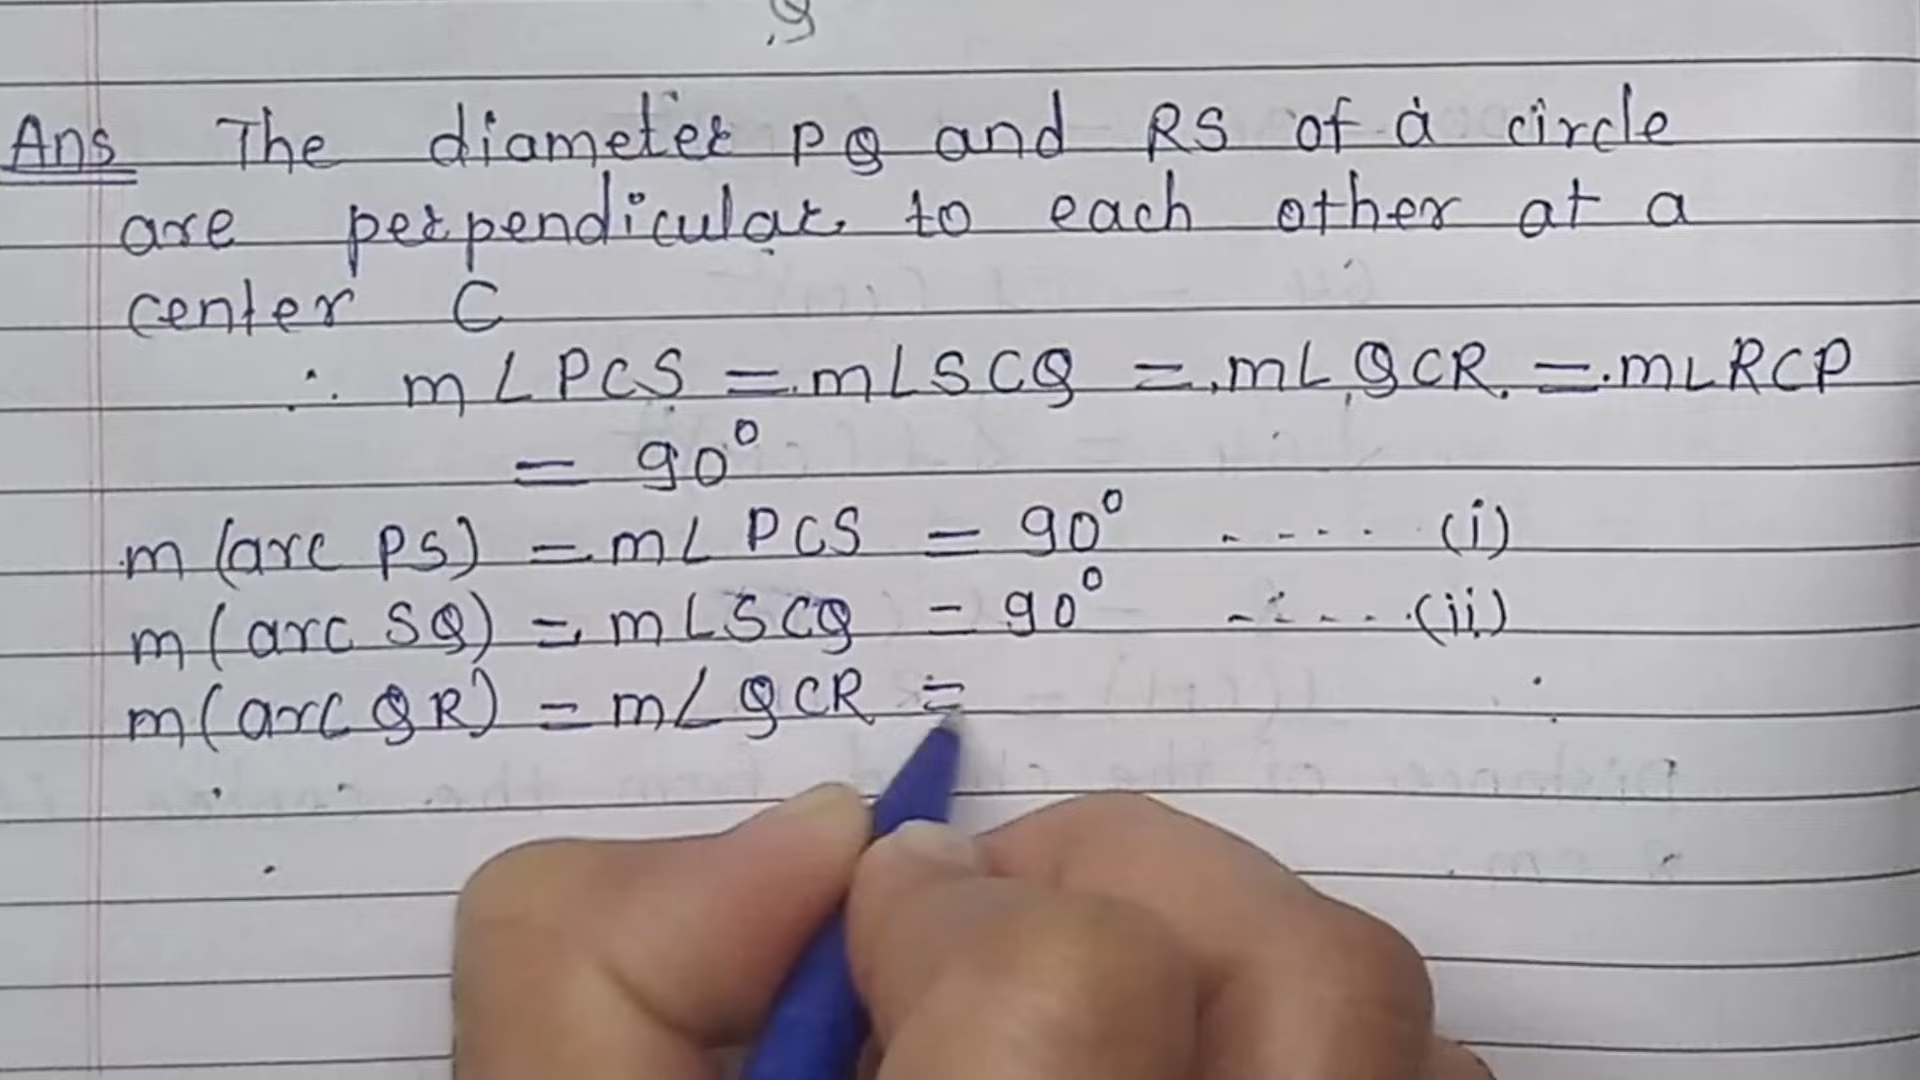 Q
Ans The diameter PQ and RS of a circle
are perpendicular to each other at a
center C
∴ m∠PCS = m∠SCQ = m∠QCR = m∠RCP
= 90°
m(arc PS) = m∠PCS = 90° ..... (i)
m(arc SQ) = m∠SCQ = 90° ..... (ii)
m(arc QR) = m∠QCR =